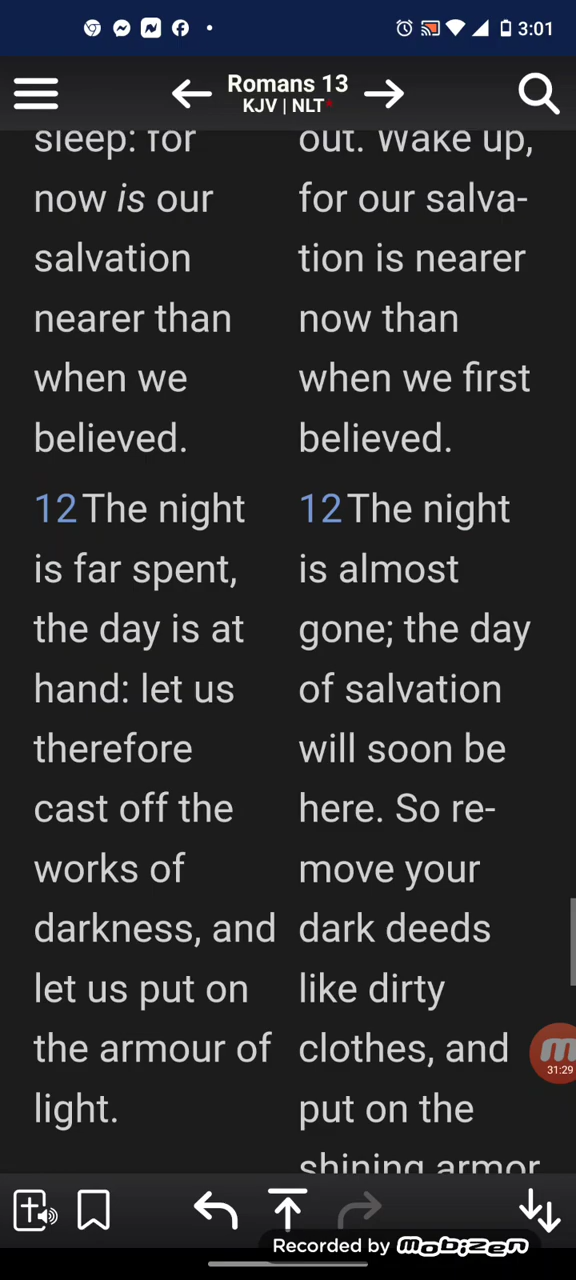 3:01
Romans 13
KJV | NLT*
sleep: for
now is our
salvation
nearer than
when we
believed.
12 The night
is far spent,
the day is at
hand: let us
therefore
cast off the
works of
darkness, and
let us put on
the armour of
light.
out. Wake up,
for our salva-
tion is nearer
now than
when we first
believed.
12 The night
is almost
gone; the day
of salvation
will soon be
here. So re-
move your
dark deeds
like dirty
clothes, and
put on the
shining armor
31:29
Recorded by mobizen